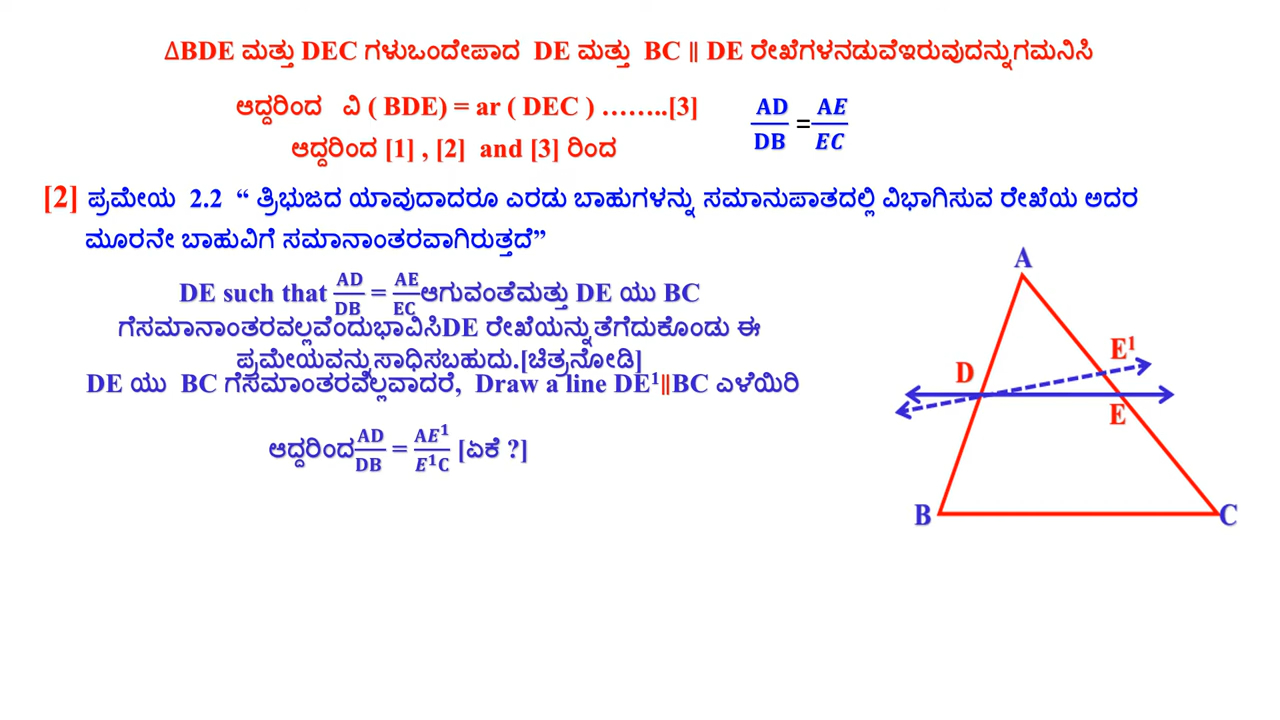 ∆BDE ಮತ್ತು DEC ಗಳುಒಂದೇಪಾದ DE ಮತ್ತು BC ∥ DE ರೇಖೆಗಳನಡುವೆಇರುವುದನ್ನುಗಮನಿಸಿ
ಆದ್ದರಿಂದ ವಿ ( BDE) = ar ( DEC ) ……..[3]
AD/DB = AE/EC
ಆದ್ದರಿಂದ [1] , [2] and [3] ರಿಂದ
[2] ಪ್ರಮೇಯ 2.2 “ ತ್ರಿಭುಜದ ಯಾವುದಾದರೂ ಎರಡು ಬಾಹುಗಳನ್ನು ಸಮಾನುಪಾತದಲ್ಲಿ ವಿಭಾಗಿಸುವ ರೇಖೆಯ ಅದರ
ಮೂರನೇ ಬಾಹುವಿಗೆ ಸಮಾನಾಂತರವಾಗಿರುತ್ತದೆ”
DE such that AD/DB = AE/EC ಆಗುವಂತೆಮತ್ತು DE ಯು BC
ಗೆಸಮಾನಾಂತರವಲ್ಲವೆಂದುಭಾವಿಸಿDE ರೇಖೆಯನ್ನುತೆಗೆದುಕೊಂಡು ಈ
ಪ್ರಮೇಯವನ್ನುಸಾಧಿಸಬಹುದು.[ಚಿತ್ರನೋಡಿ]
DE ಯು BC ಗೆಸಮಾಂತರವಲ್ಲವಾದರೆ, Draw a line DE¹∥BC ಎಳೆಯಿರಿ
ಆದ್ದರಿಂದ AD/DB = AE¹/E¹C [ಏಕೆ ?]
A
E¹
D
E
B
C